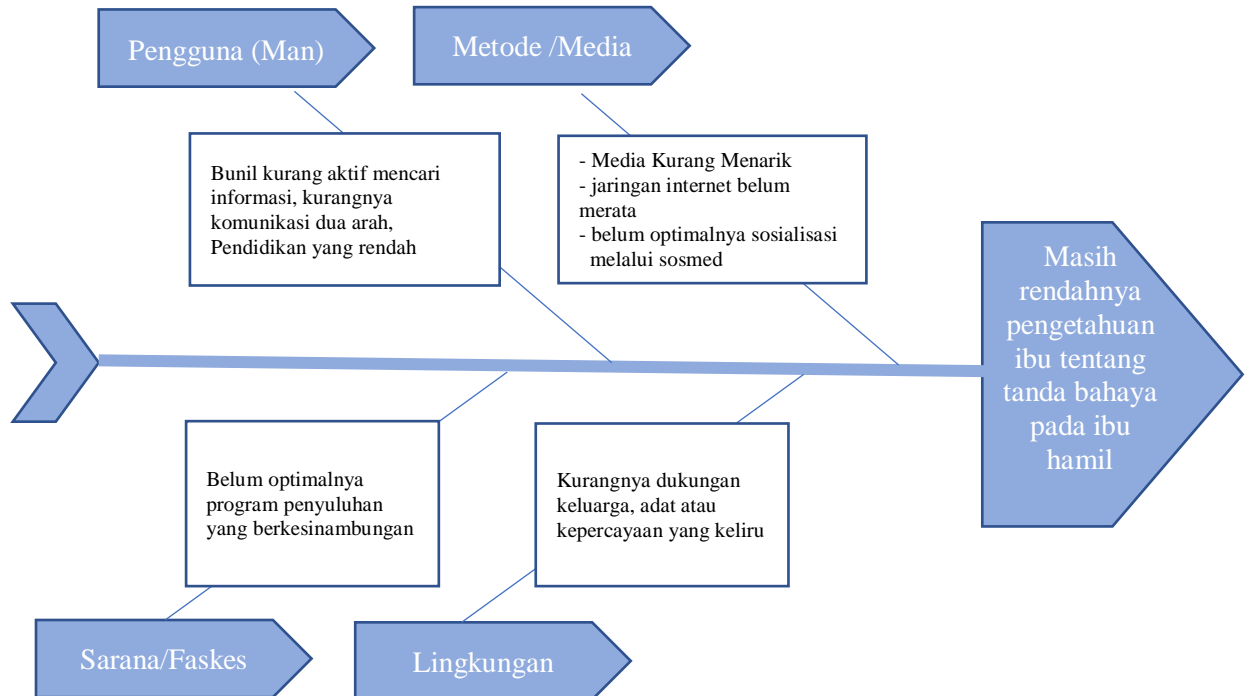 Pengguna (Man)
Metode /Media
Bunil kurang aktif mencari
informasi, kurangnya
komunikasi dua arah,
Pendidikan yang rendah
- Media Kurang Menarik
- jaringan internet belum
merata
- belum optimalnya sosialisasi
melalui sosmed
Masih
rendahnya
pengetahuan
ibu tentang
tanda bahaya
pada ibu
hamil
Belum optimalnya
program penyuluhan
yang berkesinambungan
Kurangnya dukungan
keluarga, adat atau
kepercayaan yang keliru
Sarana/Faskes
Lingkungan